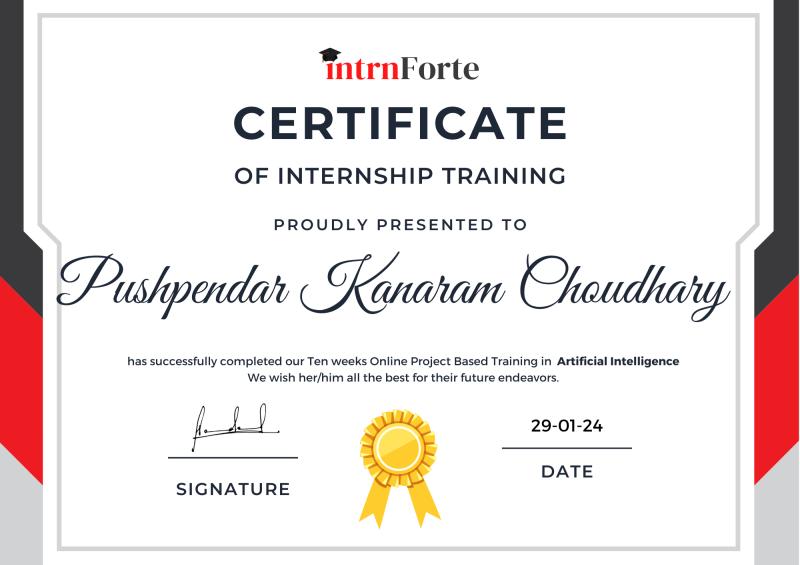 intrnForte
CERTIFICATE
OF INTERNSHIP TRAINING
PROUDLY PRESENTED TO
Pushpendar Kanaram Choudhary
has successfully completed our Ten weeks Online Project Based Training in Artificial Intelligence
We wish her/him all the best for their future endeavors.
29-01-24
SIGNATURE
DATE